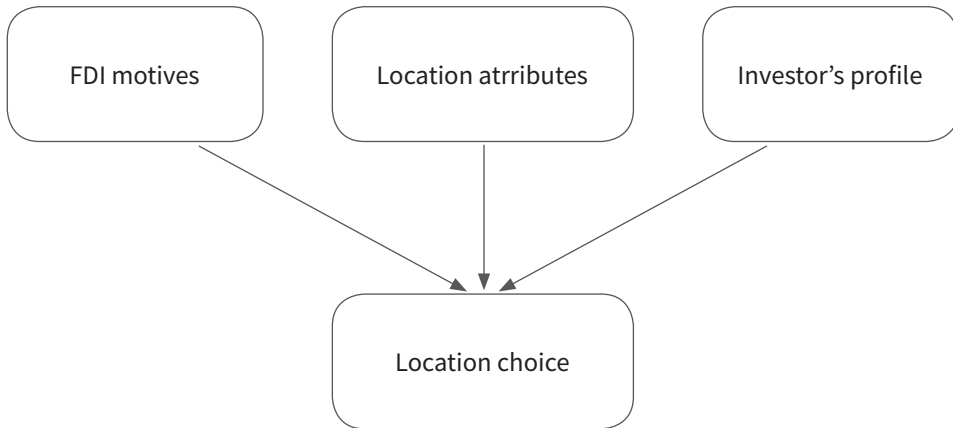 FDI motives
Location atrributes
Investor’s profile
Location choice